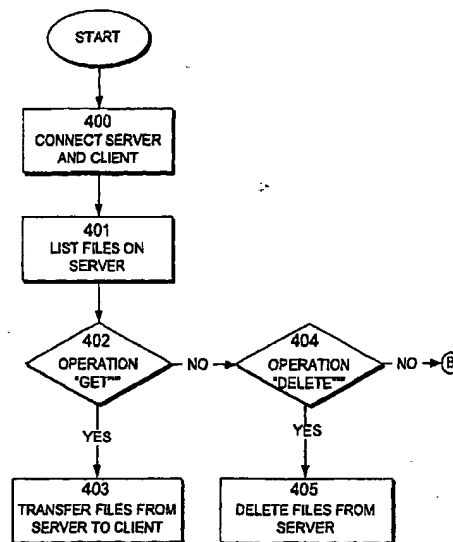 START
400
CONNECT SERVER
AND CLIENT
401
LIST FILES ON
SERVER
402
OPERATION
"GET"""
NO
404
OPERATION
"DELETE"""
NO
B
YES
YES
403
TRANSFER FILES FROM
SERVER TO CLIENT
405
DELETE FILES FROM
SERVER